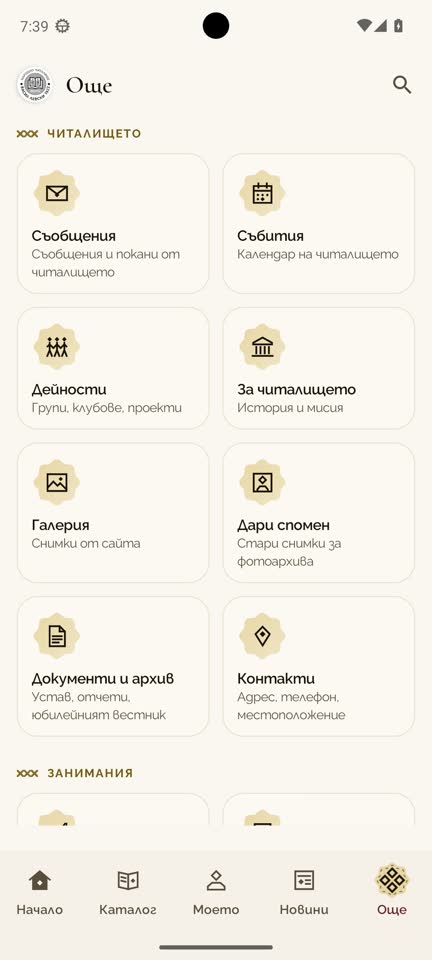 7:39
Още
ЧИТАЛИЩЕТО
Съобщения
Съобщения и покани от
читалището
Събития
Календар на читалището
Дейности
Групи, клубове, проекти
За читалището
История и мисия
Галерия
Снимки от сайта
Дари спомен
Стари снимки за
фотоархива
Документи и архив
Устав, отчети,
юбилейният вестник
Контакти
Адрес, телефон,
местоположение
ЗАНИМАНИЯ
Начало
Каталог
Моето
Новини
Още